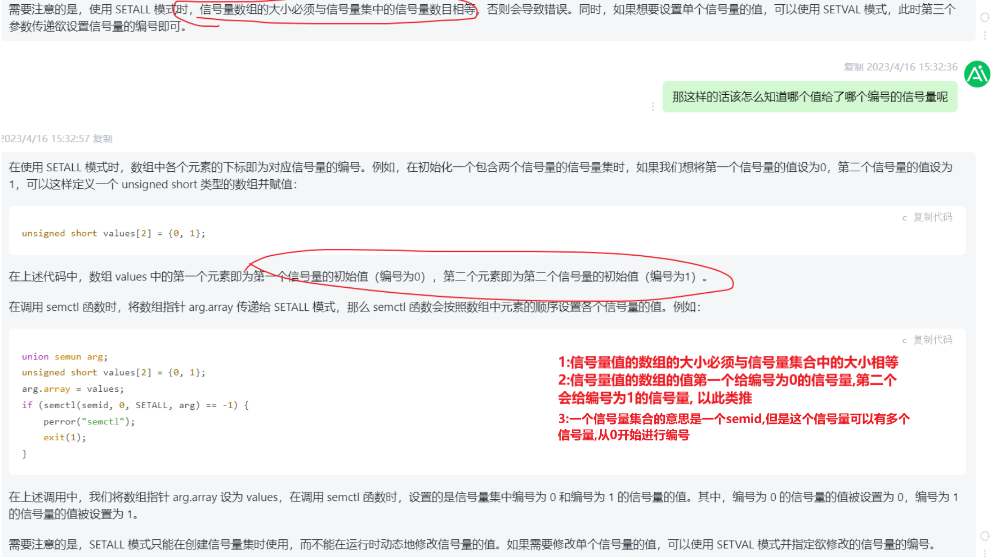 需要注意的是，使用 SETALL 模式时，信号量数组的大小必须与信号量集中的信号量数目相等，否则会导致错误。同时，如果想要设置单个信号量的值，可以使用 SETVAL 模式，此时第三个
参数传递欲设置信号量的编号即可。
复制 2023/4/16 15:32:36
那这样的话该怎么知道哪个值给了哪个编号的信号量呢
2023/4/16 15:32:57 复制
在使用 SETALL 模式时，数组中各个元素的下标即为对应信号量的编号。例如，在初始化一个包含两个信号量的信号量集时，如果我们想将第一个信号量的值设为0，第二个信号量的值设为
1，可以这样定义一个 unsigned short 类型的数组并赋值：
c 复制代码
unsigned short values[2] = {0, 1};
在上述代码中，数组 values 中的第一个元素即为第一个信号量的初始值（编号为0），第二个元素即为第二个信号量的初始值（编号为1）。
在调用 semctl 函数时，将数组指针 arg.array 传递给 SETALL 模式，那么 semctl 函数会按照数组中元素的顺序设置各个信号量的值。例如：
c 复制代码
union semun arg;
unsigned short values[2] = {0, 1};
arg.array = values;
if (semctl(semid, 0, SETALL, arg) == -1) {
    perror("semctl");
    exit(1);
}
1:信号量值的数组的大小必须与信号量集合中的大小相等
2:信号量值的数组的值第一个给编号为0的信号量,第二个
会给编号为1的信号量, 以此类推
3:一个信号量集合的意思是一个semid,但是这个信号量可以有多个
信号量,从0开始进行编号
在上述调用中，我们将数组指针 arg.array 设为 values，在调用 semctl 函数时，设置的是信号量集中编号为 0 和编号为 1 的信号量的值。其中，编号为 0 的信号量的值被设置为 0，编号为 1
的信号量的值被设置为 1。
需要注意的是，SETALL 模式只能在创建信号量集时使用，而不能在运行时动态地修改信号量的值。如果需要修改单个信号量的值，可以使用 SETVAL 模式并指定欲修改的信号量的编号。